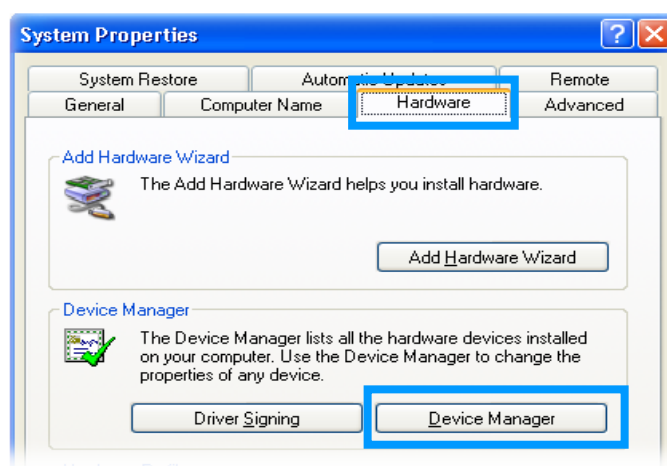 System Properties
System Restore Automatic Updates Remote
General Computer Name Hardware Advanced
Add Hardware Wizard
The Add Hardware Wizard helps you install hardware.
Add Hardware Wizard
Device Manager
The Device Manager lists all the hardware devices installed
on your computer. Use the Device Manager to change the
properties of any device.
Driver Signing Device Manager